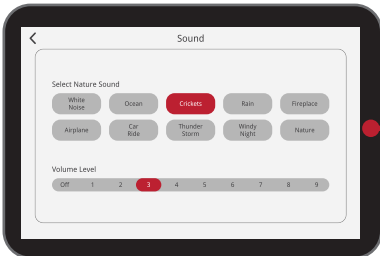 Sound
Select Nature Sound
White
Noise
Ocean
Crickets
Rain
Fireplace
Airplane
Car
Ride
Thunder
Storm
Windy
Night
Nature
Volume Level
Off 1 2 3 4 5 6 7 8 9